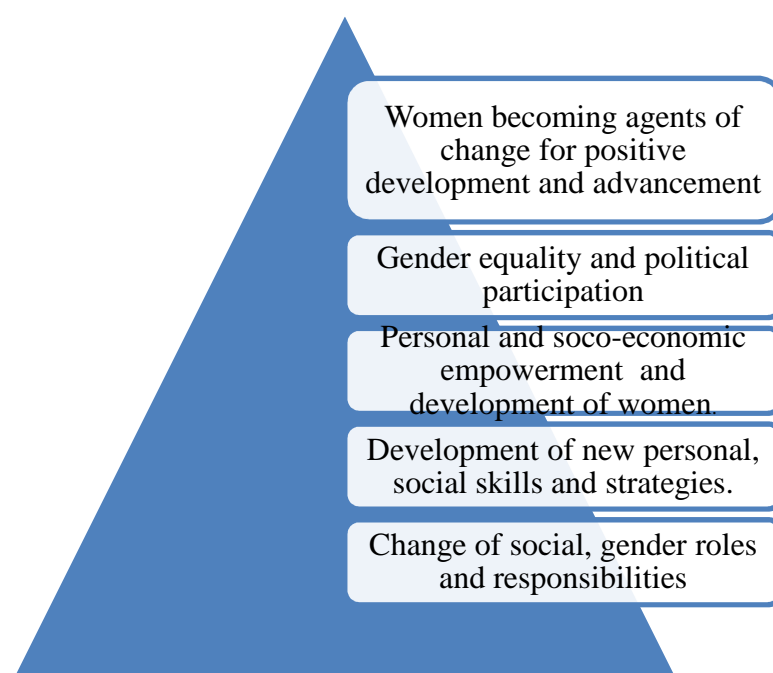 Women becoming agents of
change for positive
development and advancement
Gender equality and political
participation
Personal and soco-economic
empowerment and
development of women.
Development of new personal,
social skills and strategies.
Change of social, gender roles
and responsibilities